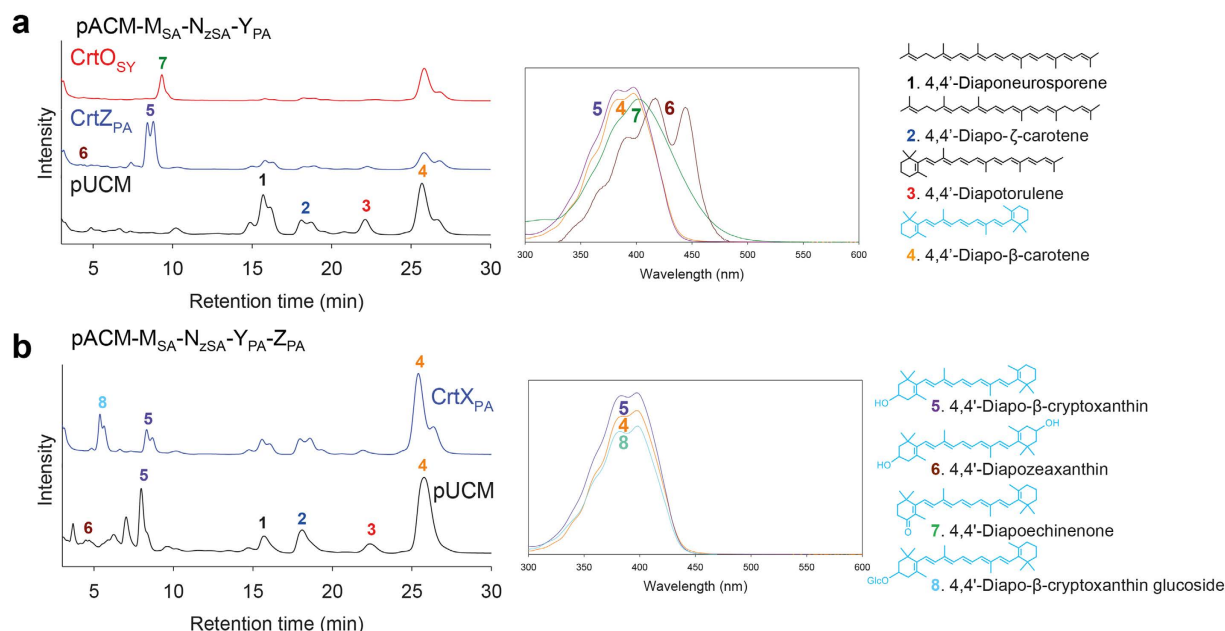 a
pACM-MSA-NzSA-YPA
CrtOSY
7
CrtZPA
5
6
pUCM
1
2
3
4
Intensity
5 10 15 20 25 30
Retention time (min)
5
4
7
6
300 350 400 450 500 550 600
Wavelength (nm)
1. 4,4’-Diaponeurosporene
2. 4,4’-Diapo-ζ-carotene
3. 4,4’-Diapotorulene
4. 4,4’-Diapo-β-carotene
b
pACM-MSA-NzSA-YPA-ZPA
4
CrtXPA
8
5
4
pUCM
5
6
1
2
3
Intensity
5 10 15 20 25 30
Retention time (min)
5
4
8
300 350 400 450 500 550 600
Wavelength (nm)
HO
5. 4,4'-Diapo-β-cryptoxanthin
OH
HO
6. 4,4'-Diapozeaxanthin
O
7. 4,4'-Diapoechinenone
GlcO
8. 4,4'-Diapo-β-cryptoxanthin glucoside